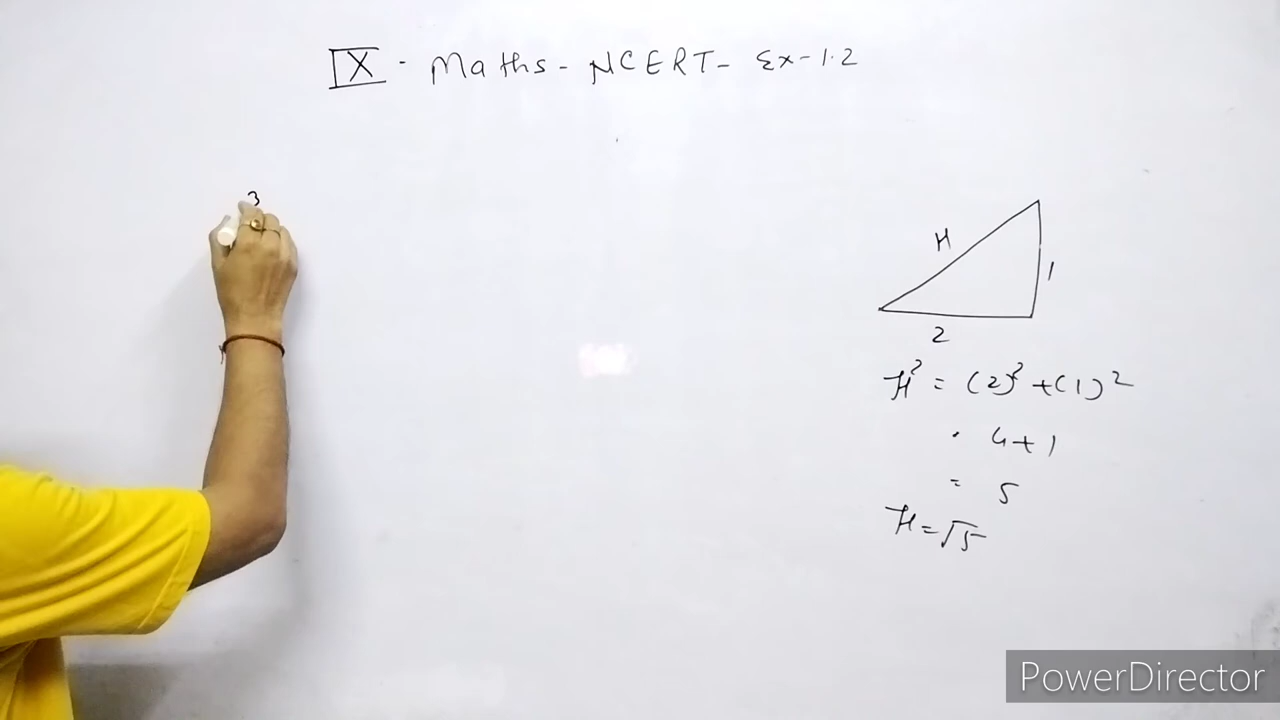 IX - Maths - NCERT - Ex-1.2
3
H
1
2
H² = (2)² + (1)²
. 4+1
= 5
H = √5
PowerDirector